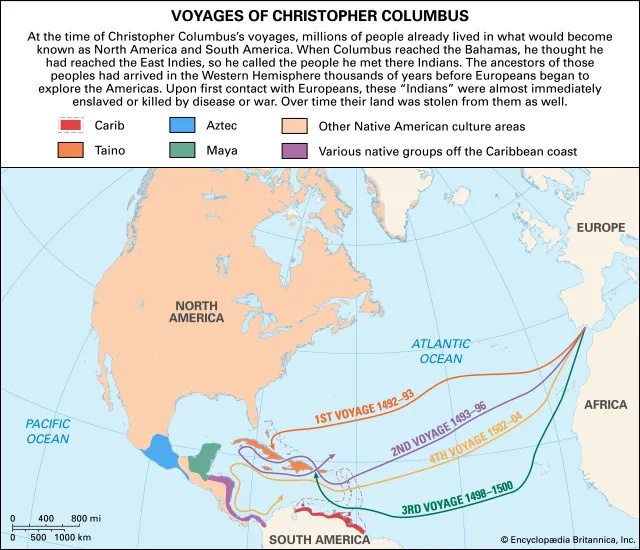 VOYAGES OF CHRISTOPHER COLUMBUS
At the time of Christopher Columbus's voyages, millions of people already lived in what would become
known as North America and South America. When Columbus reached the Bahamas, he thought he
had reached the East Indies, so he called the people he met there Indians. The ancestors of those
peoples had arrived in the Western Hemisphere thousands of years before Europeans began to
explore the Americas. Upon first contact with Europeans, these “Indians” were almost immediately
enslaved or killed by disease or war. Over time their land was stolen from them as well.
Carib
Aztec
Other Native American culture areas
Taino
Maya
Various native groups off the Caribbean coast
EUROPE
NORTH
AMERICA
ATLANTIC
OCEAN
1ST VOYAGE 1492–93
AFRICA
PACIFIC
OCEAN
2ND VOYAGE 1493–96
4TH VOYAGE 1502–04
3RD VOYAGE 1498–1500
0 400 800 mi
0 500 1000 km
SOUTH AMERICA
© Encyclopædia Britannica, Inc.